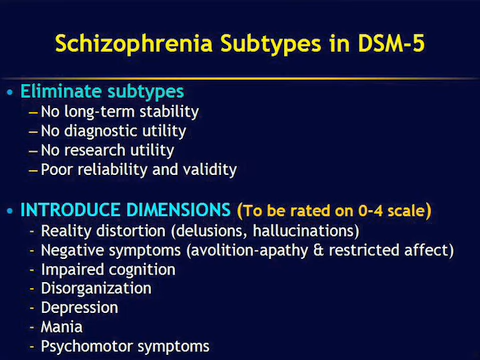 Schizophrenia Subtypes in DSM-5
• Eliminate subtypes
– No long-term stability
– No diagnostic utility
– No research utility
– Poor reliability and validity
• INTRODUCE DIMENSIONS (To be rated on 0-4 scale)
- Reality distortion (delusions, hallucinations)
- Negative symptoms (avolition-apathy & restricted affect)
- Impaired cognition
- Disorganization
- Depression
- Mania
- Psychomotor symptoms